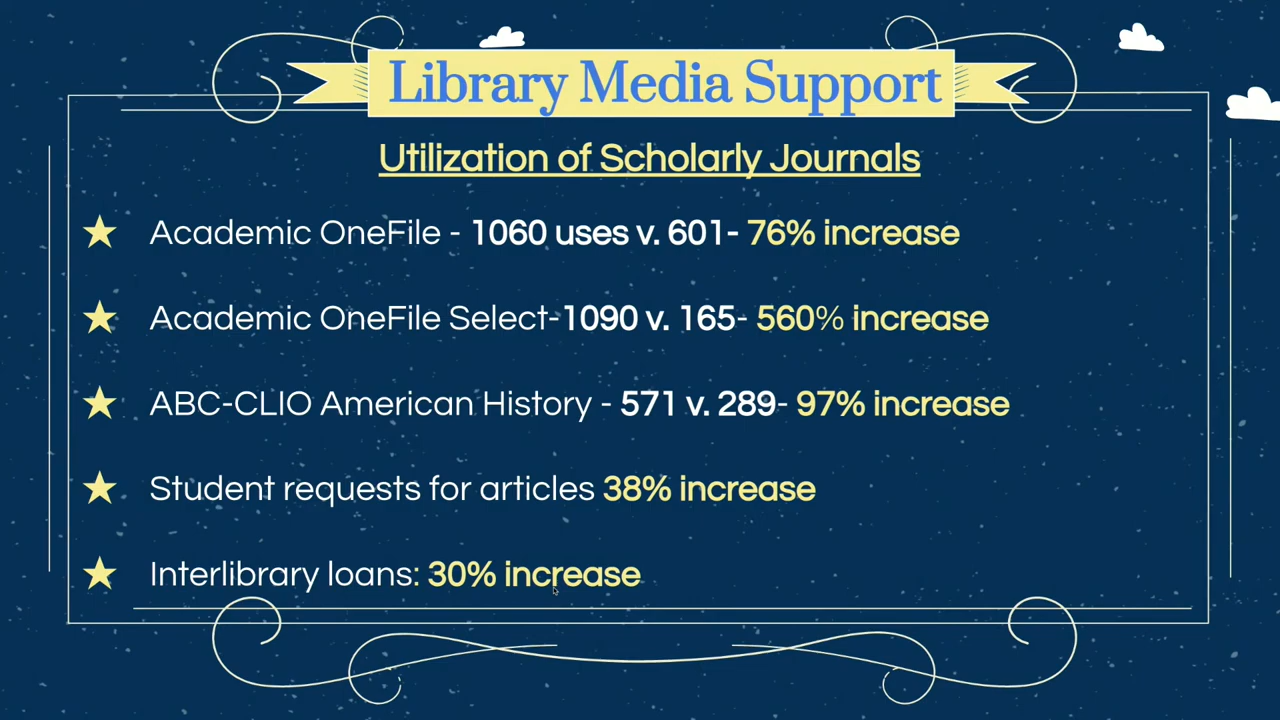 Library Media Support
Utilization of Scholarly Journals
Academic OneFile - 1060 uses v. 601- 76% increase
Academic OneFile Select-1090 v. 165- 560% increase
ABC-CLIO American History - 571 v. 289- 97% increase
Student requests for articles 38% increase
Interlibrary loans: 30% increase